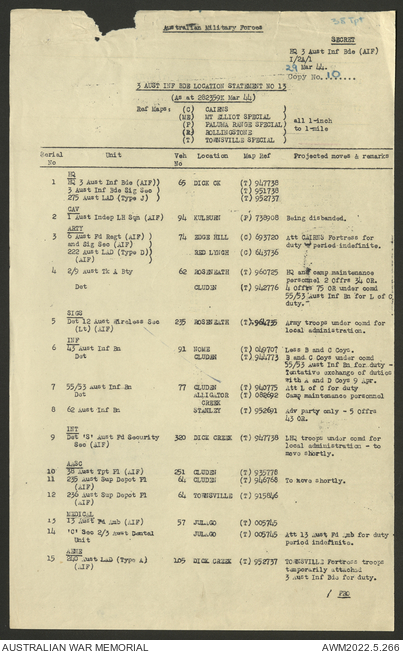 Australian Military Forces
SECRET
HQ 3 Aust Inf Bde (AIF)
I/2A/1
29 Mar 44.
Copy No. 10
3 AUST INF BDE LOCATION STATEMENT NO 13
(As at 282359K Mar 44)
Ref Maps: (C) CAIRNS )
(ME) MT ELLIOT SPECIAL )
(P) PALUMA RANGE SPECIAL) all 1-inch
(R) ROLLINGSTONE ) to 1-mile
(T) TOWNSVILLE SPECIAL )
Serial No Unit Veh No Location Map Ref Projected moves & remarks
HQ
1 HQ 3 Aust Inf Bde (AIF)) 65 DICK CK (T) 947738
3 Aust Inf Bde Sig Sec ) (T) 951738
275 Aust LAD (Type J) ) (T) 952737
CAV
2 1 Aust Indep LH Sqn (AIF) 94 KULBURN (P) 738908 Being disbanded.
ARTY
3 6 Aust Fd Regt (AIF) ) 74 EDGE HILL (C) 693720 Att CAIRNS Fortress for
and Sig Sec (AIF) ) duty - period indefinite.
222 Aust LAD (Type D)) RED LYNCH (C) 643736
(AIF) )
4 2/9 Aust Tk A Bty 62 ROSENEATH (T) 960725 HQ and camp maintenance
personnel 2 Offrs 34 OR.
Det CLUDEN (T) 942776 4 Offrs 75 OR under comd
55/53 Aust Inf Bn for L of C
duty.
SIGS
5 Det 12 Aust Wireless Sec 235 ROSENEATH (T) 964735 Army troops under comd for
(Lt) (AIF) local administration.
INF
6 43 Aust Inf Bn 91 NOME (T) 049707 Less B and C Coys.
Det CLUDEN (T) 944773 B and C Coys under comd
55/53 Aust Inf Bn for duty -
Tentative exchange of duties
with A and D Coys 9 Apr.
7 55/53 Aust Inf Bn 77 CLUDEN (T) 940775 Att L of C for duty
Det ALLIGATOR CREEK (T) 082692 Camp maintenance personnel
8 62 Aust Inf Bn STANLEY (T) 952691 Adv party only - 5 Offrs
43 OR.
INT
9 Det 'S' Aust Fd Security 320 DICK CREEK (T) 947738 LHQ troops under comd for
Sec (AIF) local administration - to
move shortly.
AASC
10 38 Aust Tpt Pl (AIF) 251 CLUDEN (T) 935778
11 235 Aust Sup Depot Pl 64 CLUDEN (T) 946768 To move shortly.
(AIF)
12 236 Aust Sup Depot Pl 64 TOWNSVILLE (T) 915846
(AIF)
MEDICAL
13 13 Aust Fd Amb (AIF) 57 JULAGO (T) 005745
14 'C' Sec 2/3 Aust Dental JULAGO (T) 005745 Att 13 Aust Fd Amb for duty -
Unit period indefinite.
AEME
15 240 Aust LAD (Type A) 105 DICK CREEK (T) 952737 TOWNSVILLE Fortress troops
(AIF) temporarily attached
3 Aust Inf Bde for duty.
/ PTO
AUSTRALIAN WAR MEMORIAL
AWM2022.5.266